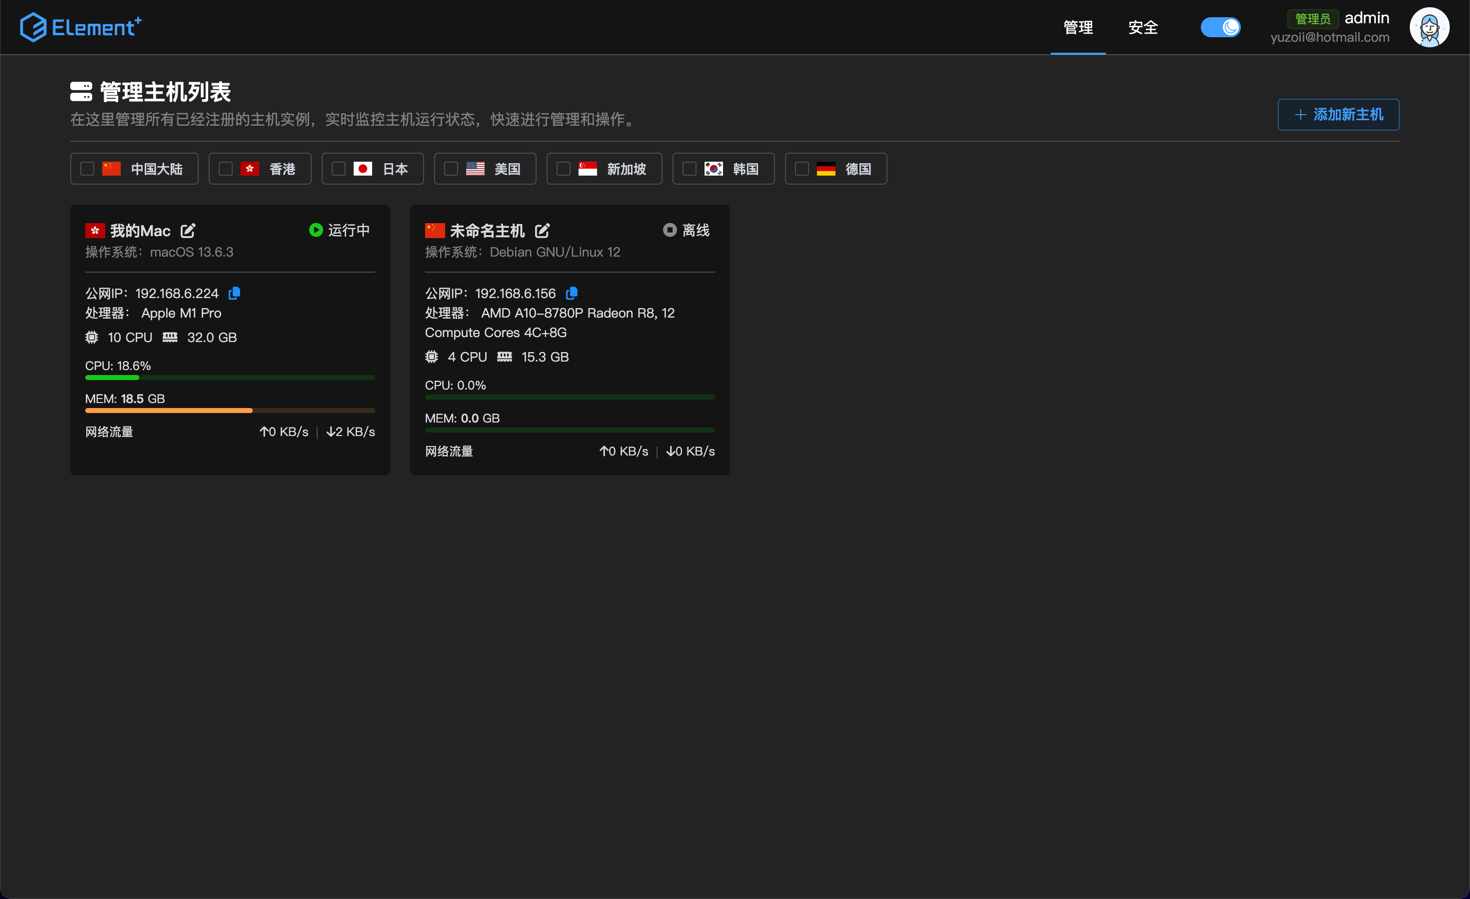 ELement+
管理
安全
管理员 admin
yuzoii@hotmail.com
管理主机列表
在这里管理所有已经注册的主机实例，实时监控主机运行状态，快速进行管理和操作。
添加新主机
中国大陆
香港
日本
美国
新加坡
韩国
德国
我的Mac
运行中
操作系统：macOS 13.6.3
公网IP：192.168.6.224
处理器： Apple M1 Pro
10 CPU 32.0 GB
CPU: 18.6%
MEM: 18.5 GB
网络流量 ↑0 KB/s | ↓2 KB/s
未命名主机
离线
操作系统：Debian GNU/Linux 12
公网IP：192.168.6.156
处理器： AMD A10-8780P Radeon R8, 12
Compute Cores 4C+8G
4 CPU 15.3 GB
CPU: 0.0%
MEM: 0.0 GB
网络流量 ↑0 KB/s | ↓0 KB/s